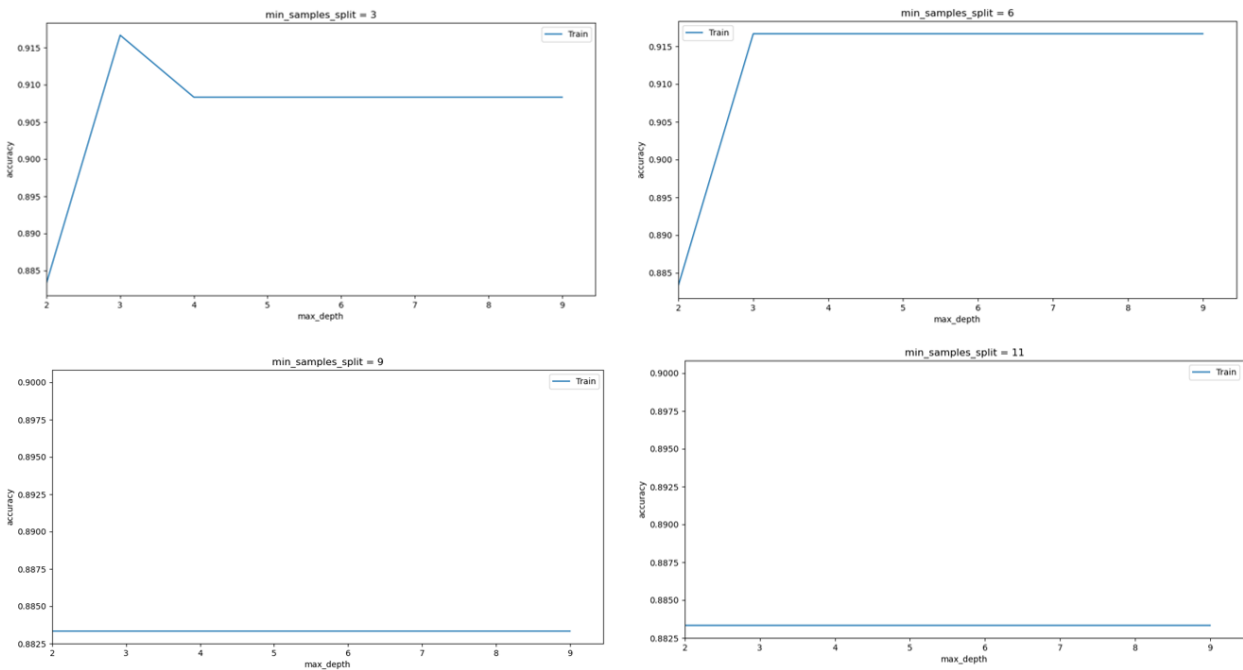 min_samples_split = 3
Train
0.915
0.910
0.905
0.900
0.895
0.890
0.885
accuracy
2 3 4 5 6 7 8 9
max_depth
min_samples_split = 6
Train
0.915
0.910
0.905
0.900
0.895
0.890
0.885
accuracy
2 3 4 5 6 7 8 9
max_depth
min_samples_split = 9
Train
0.9000
0.8975
0.8950
0.8925
0.8900
0.8875
0.8850
0.8825
accuracy
2 3 4 5 6 7 8 9
max_depth
min_samples_split = 11
Train
0.9000
0.8975
0.8950
0.8925
0.8900
0.8875
0.8850
0.8825
accuracy
2 3 4 5 6 7 8 9
max_depth